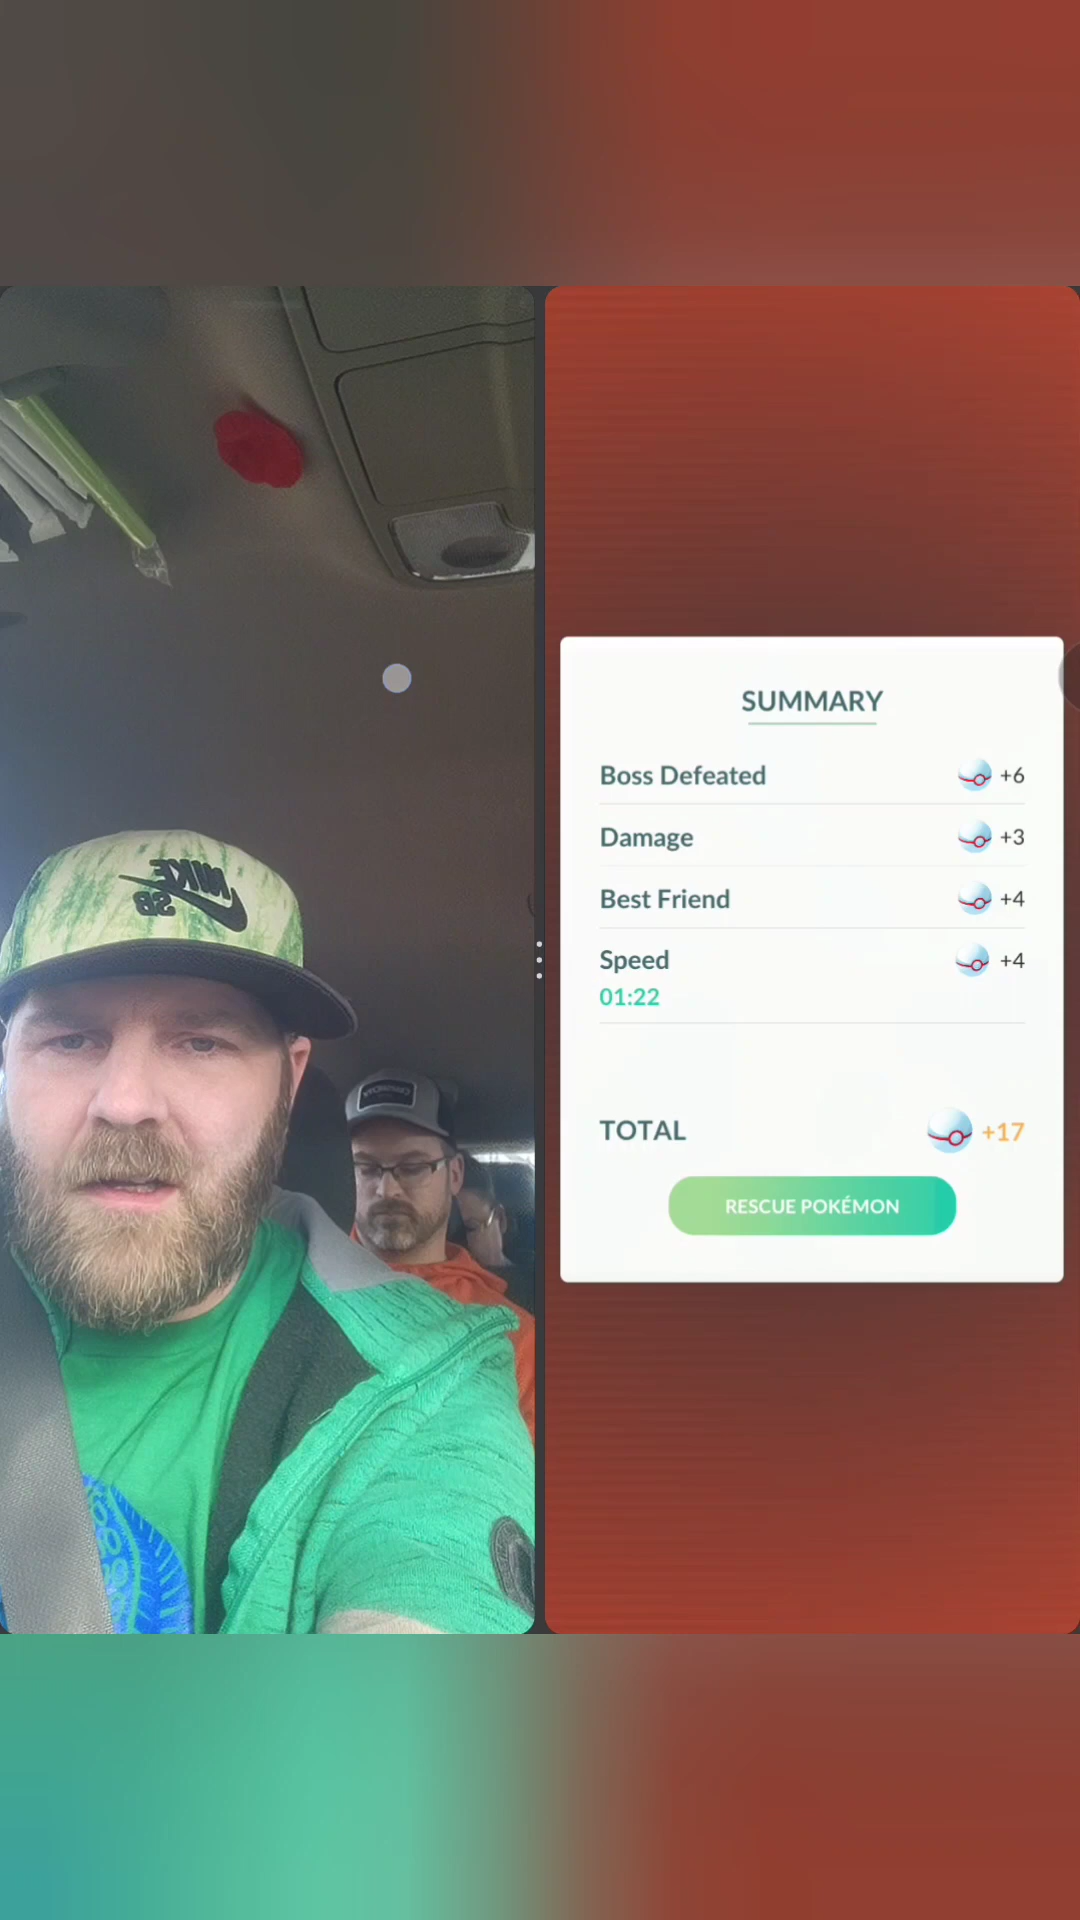 NIKE
SB
SUMMARY
Boss Defeated +6
Damage +3
Best Friend +4
Speed +4
01:22
TOTAL +17
RESCUE POKÉMON